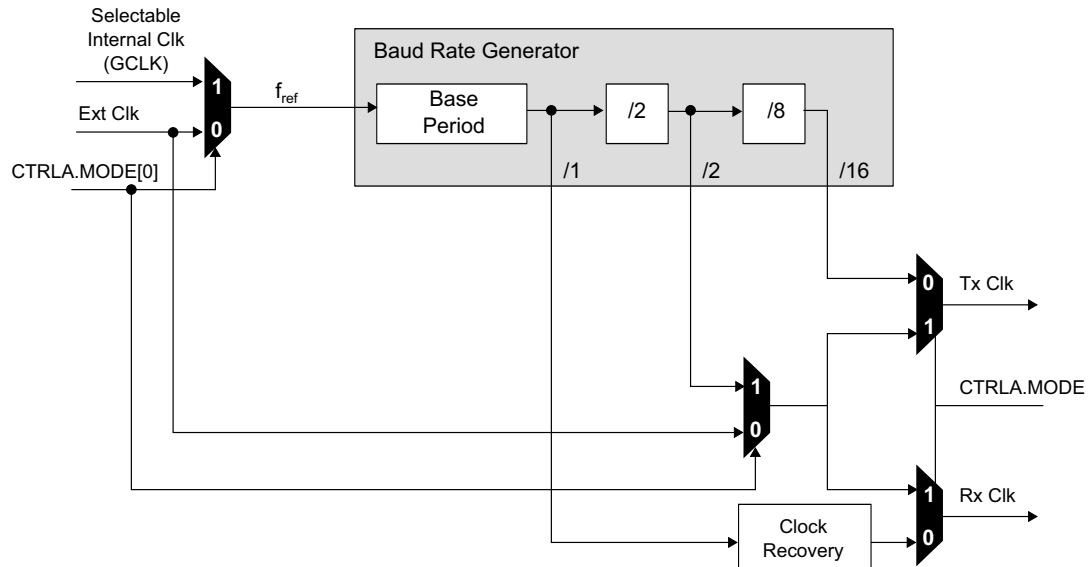 Selectable
Internal Clk
(GCLK)
Ext Clk
CTRLA.MODE[0]
1
0
fref
Baud Rate Generator
Base
Period
/2
/8
/1
/2
/16
0
1
Tx Clk
1
0
CTRLA.MODE
1
0
Rx Clk
Clock
Recovery